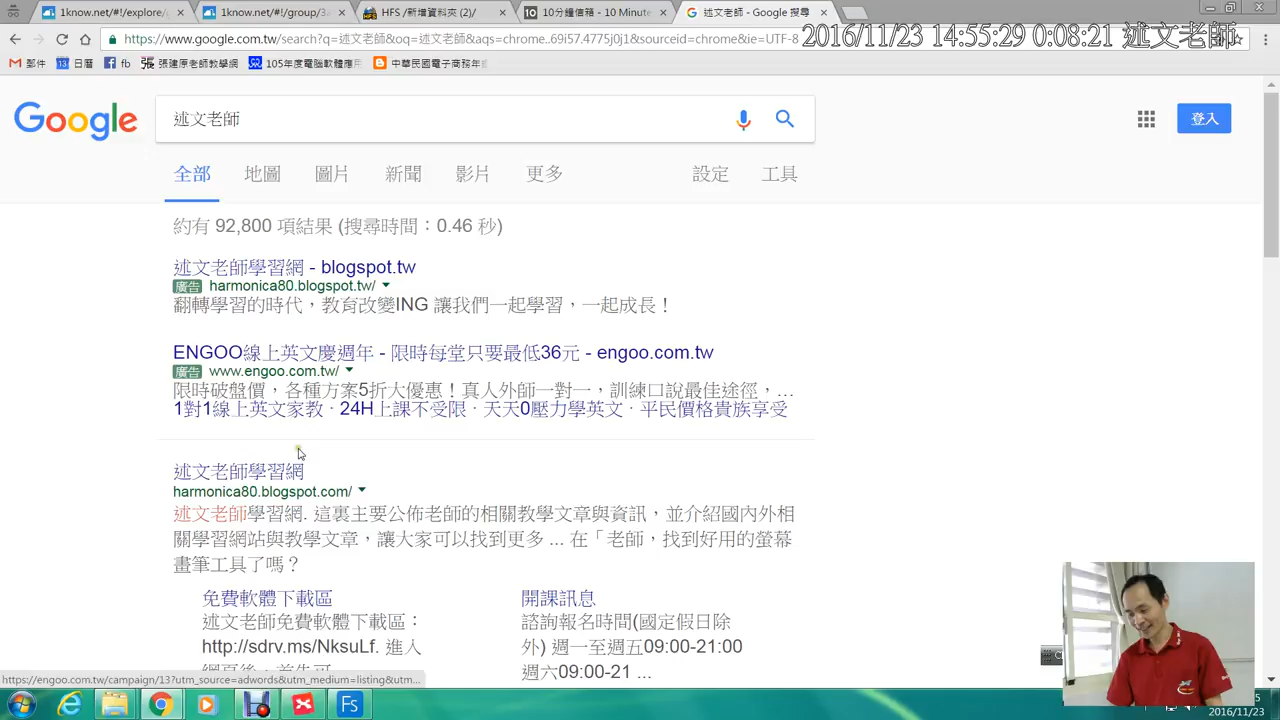 1know.net/#!/explore/g
1know.net/#!/group/3a
HFS /新增資料夾 (2)/
10分鐘信箱 - 10 Minute
述文老師 - Google 搜尋
https://www.google.com.tw/search?q=述文老師&oq=述文老師&aqs=chrome..69i57.4775j0j1&sourceid=chrome&ie=UTF-8
2016/11/23 14:55:29 0:08:21 述文老師
郵件
日曆
fb
張建原老師教學網
105年度電腦軟體應用
中華民國電子商務年
Google
述文老師
登入
全部
地圖
圖片
新聞
影片
更多
設定
工具
約有 92,800 項結果 (搜尋時間：0.46 秒)
述文老師學習網 - blogspot.tw
廣告 harmonica80.blogspot.tw/
翻轉學習的時代，教育改變ING 讓我們一起學習，一起成長！
ENGOO線上英文慶週年 - 限時每堂只要最低36元 - engoo.com.tw
廣告 www.engoo.com.tw/
限時破盤價，各種方案5折大優惠！真人外師一對一，訓練口說最佳途徑，...
1對1線上英文家教 · 24H上課不受限 · 天天0壓力學英文 · 平民價格貴族享受
述文老師學習網
harmonica80.blogspot.com/
述文老師學習網. 這裏主要公佈老師的相關教學文章與資訊，並介紹國內外相
關學習網站與教學文章，讓大家可以找到更多 ... 在「老師，找到好用的螢幕
畫筆工具了嗎？
免費軟體下載區
述文老師免費軟體下載區：
http://sdrv.ms/NksuLf. 進入
網頁後，首先可
開課訊息
諮詢報名時間(國定假日除
外) 週一至週五09:00-21:00
週六09:00-21 ...
https://engoo.com.tw/campaign/13?utm_source=adwords&utm_medium=listing&utm...
Fs
2016/11/23